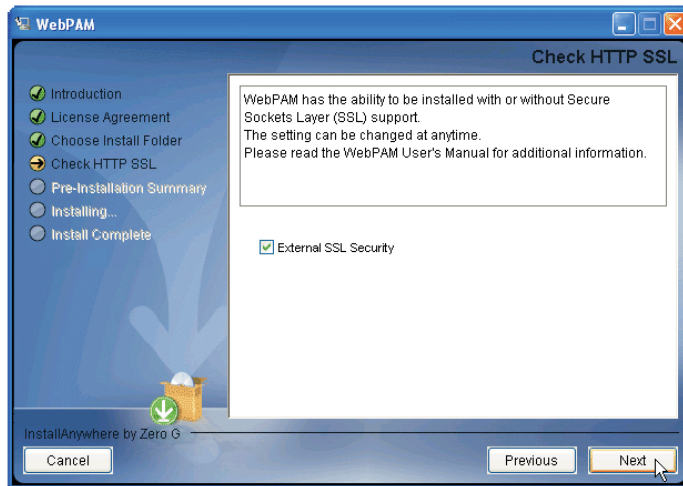 WebPAM
Check HTTP SSL
Introduction
License Agreement
Choose Install Folder
Check HTTP SSL
Pre-Installation Summary
Installing...
Install Complete
WebPAM has the ability to be installed with or without Secure
Sockets Layer (SSL) support.
The setting can be changed at anytime.
Please read the WebPAM User's Manual for additional information.
External SSL Security
InstallAnywhere by Zero G
Cancel
Previous
Next